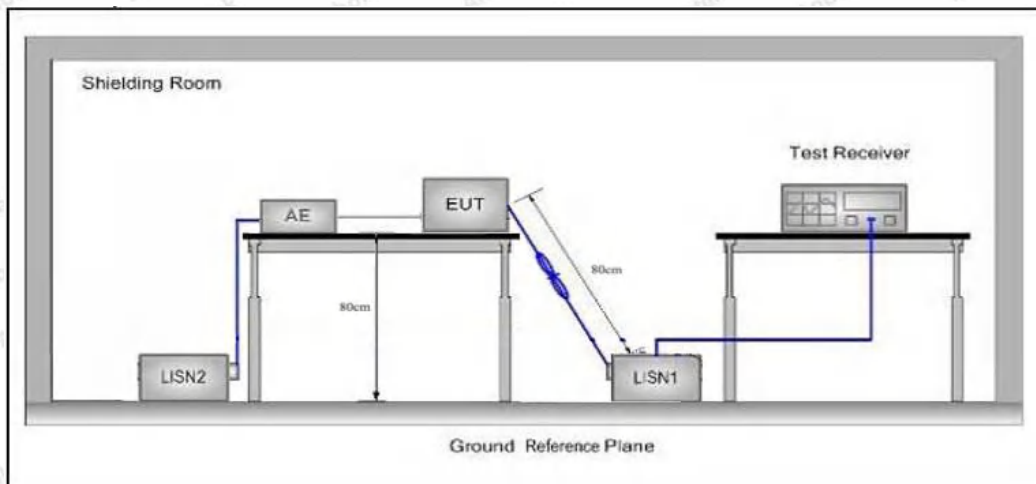 Shielding Room
Test Receiver
AE
EUT
80cm
80cm
LISN2
LISN1
Ground Reference Plane